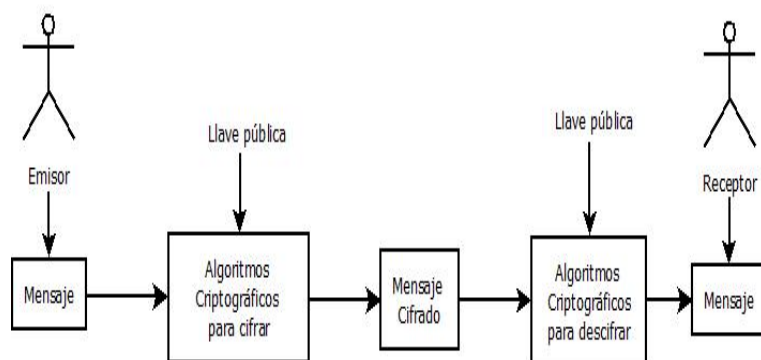 Emisor
Llave pública
Llave pública
Receptor
Mensaje
Algoritmos
Criptográficos
para cifrar
Mensaje
Cifrado
Algoritmos
Criptográficos
para descifrar
Mensaje